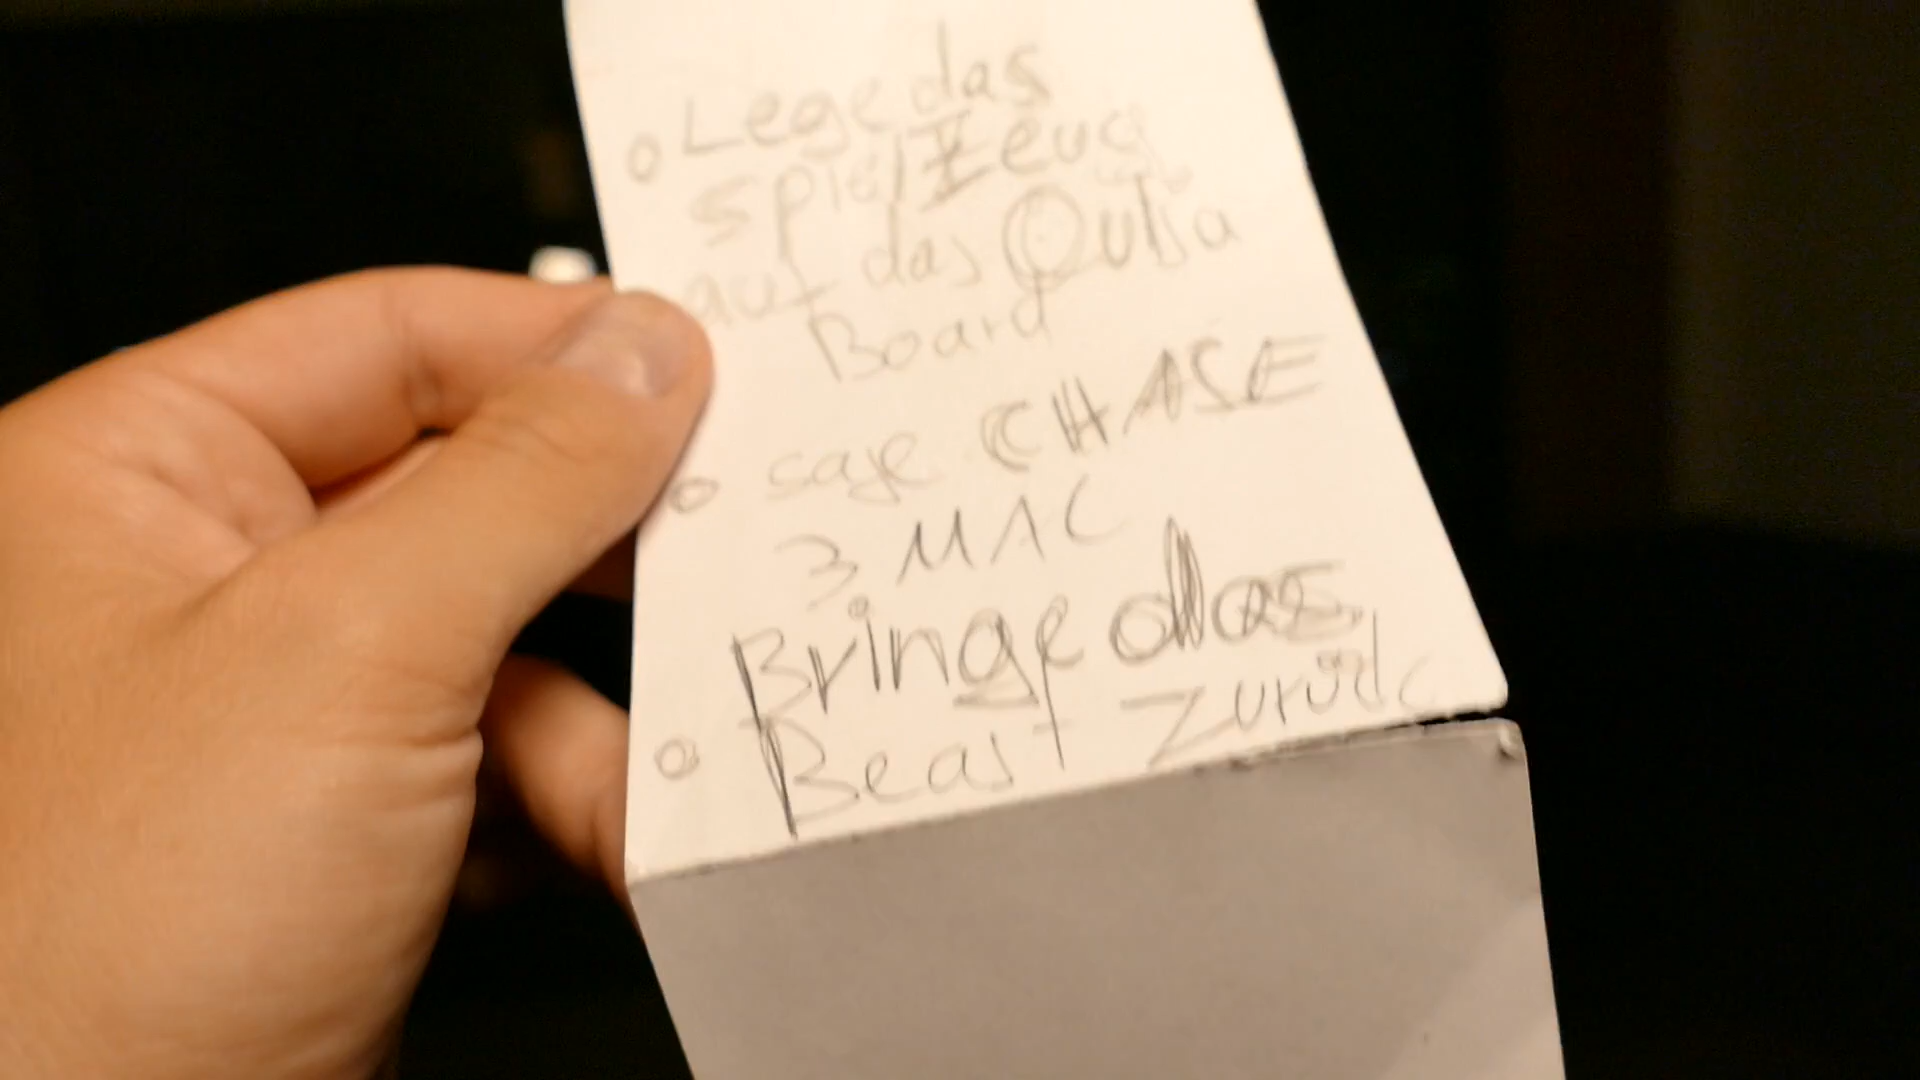 Lege das
spielzeug
auf das Ouija
Board
sage CHASE
3 MAL
Bringe das
Beast Zurück